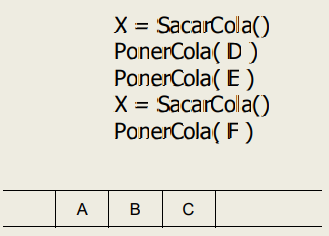 X = SacarCola()
PonerCola( D )
PonerCola( E )
X = SacarCola()
PonerCola( F )
A B C